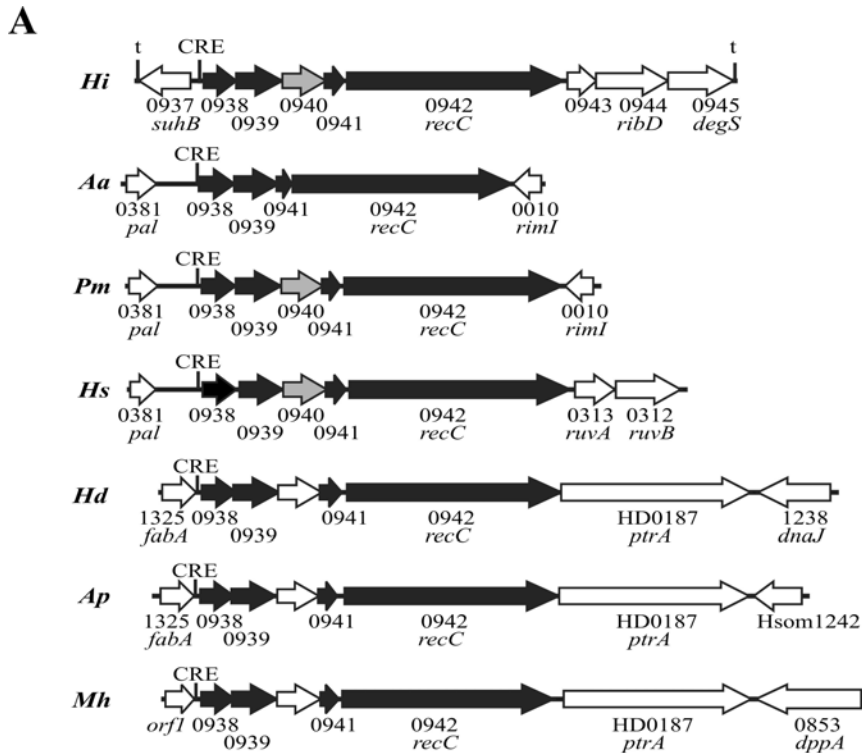 A
t CRE t
Hi
0937 0938 0940 0942 0943 0944 0945
suhB 0939 0941 recC ribD degS
CRE
Aa
0381 0938 0941 0942 0010
pal 0939 recC rimI
CRE
Pm
0381 0938 0940 0942 0010
pal 0939 0941 recC rimI
CRE
Hs
0381 0938 0940 0942 0313 0312
pal 0939 0941 recC ruvA ruvB
CRE
Hd
1325 0938 0941 0942 HD0187 1238
fabA 0939 recC ptrA dnaJ
CRE
Ap
1325 0938 0941 0942 HD0187 Hsom1242
fabA 0939 recC ptrA
CRE
Mh
orf1 0938 0941 0942 HD0187 0853
0939 recC ptrA dppA